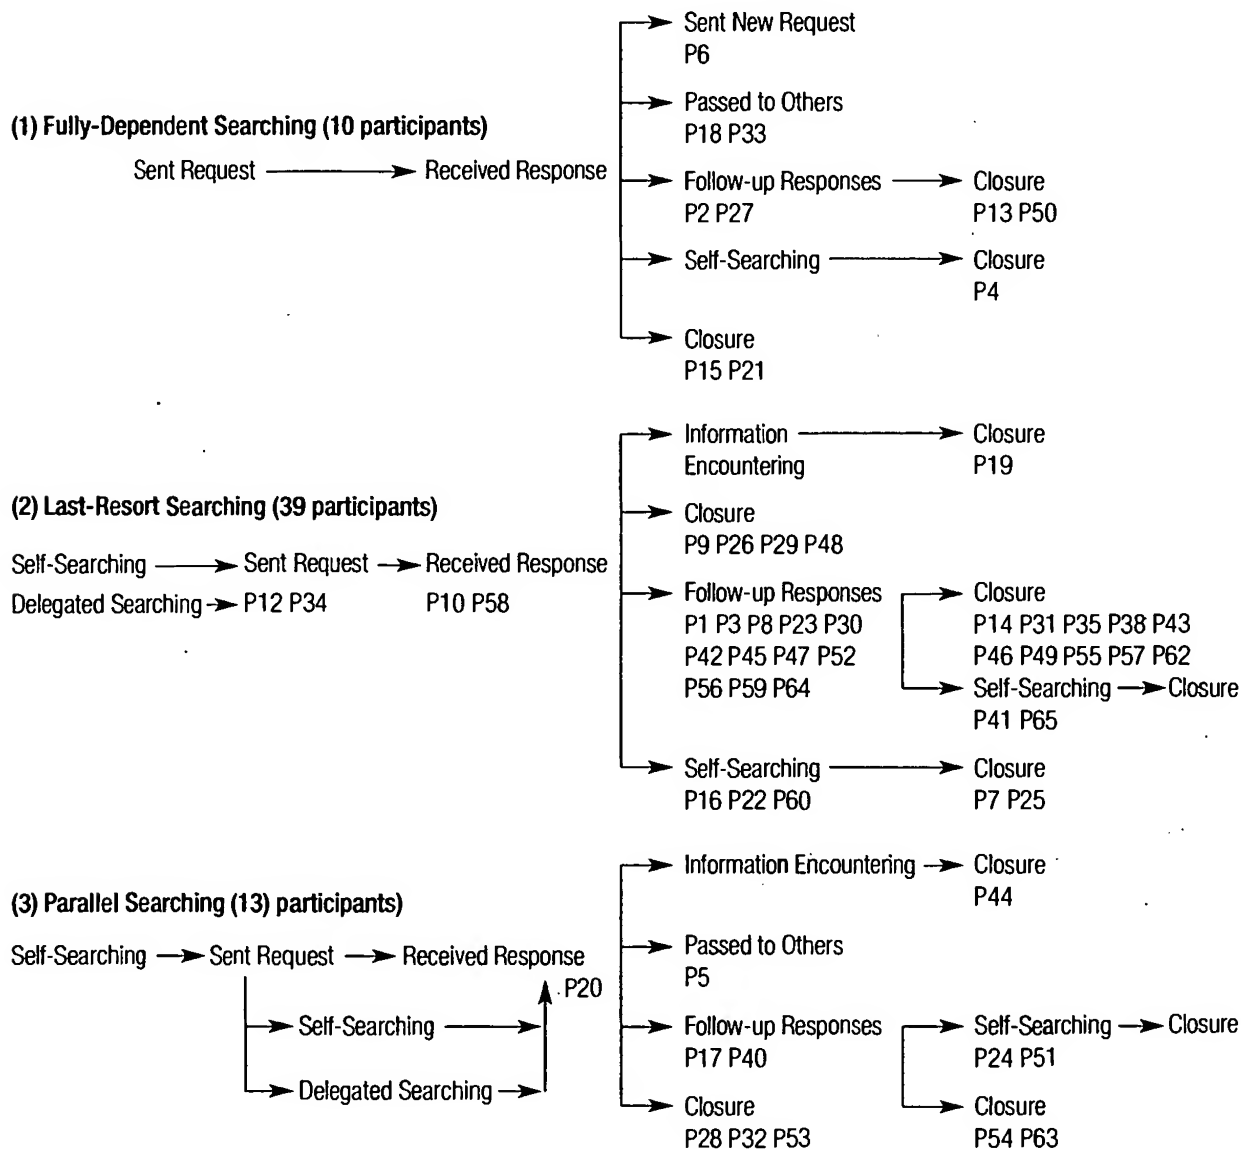 Sent New Request
P6
Passed to Others
P18 P33
(1) Fully-Dependent Searching (10 participants)
Sent Request Received Response
Follow-up Responses Closure
P2 P27 P13 P50
Self-Searching Closure
P4
Closure
P15 P21
Information Closure
Encountering P19
(2) Last-Resort Searching (39 participants)
Closure
P9 P26 P29 P48
Self-Searching Sent Request Received Response
Delegated Searching P12 P34 P10 P58
Follow-up Responses Closure
P1 P3 P8 P23 P30 P14 P31 P35 P38 P43
P42 P45 P47 P52 P46 P49 P55 P57 P62
P56 P59 P64 Self-Searching Closure
P41 P65
Self-Searching Closure
P16 P22 P60 P7 P25
Information Encountering Closure
P44
(3) Parallel Searching (13) participants)
Self-Searching Sent Request Received Response
P20
Passed to Others
P5
Self-Searching
Delegated Searching
Follow-up Responses Self-Searching Closure
P17 P40 P24 P51
Closure Closure
P28 P32 P53 P54 P63